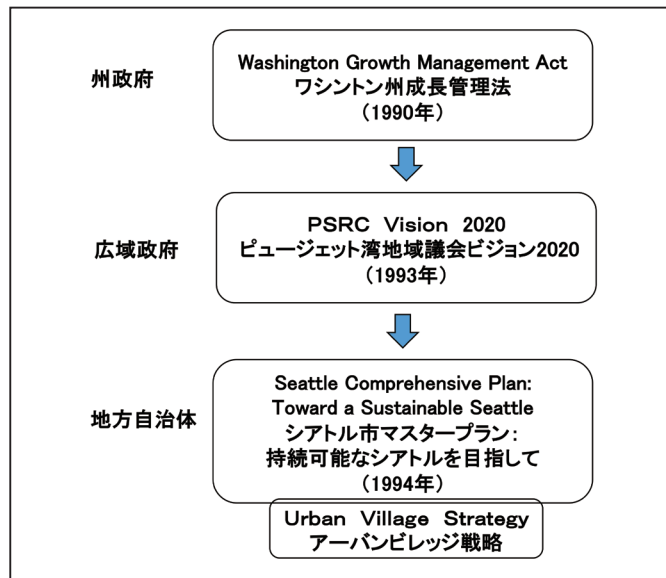 州政府
Washington Growth Management Act
ワシントン州成長管理法
(1990年)
広域政府
PSRC Vision 2020
ピュージェット湾地域議会ビジョン2020
(1993年)
地方自治体
Seattle Comprehensive Plan:
Toward a Sustainable Seattle
シアトル市マスタープラン:
持続可能なシアトルを目指して
(1994年)
Urban Village Strategy
アーバンビレッジ戦略